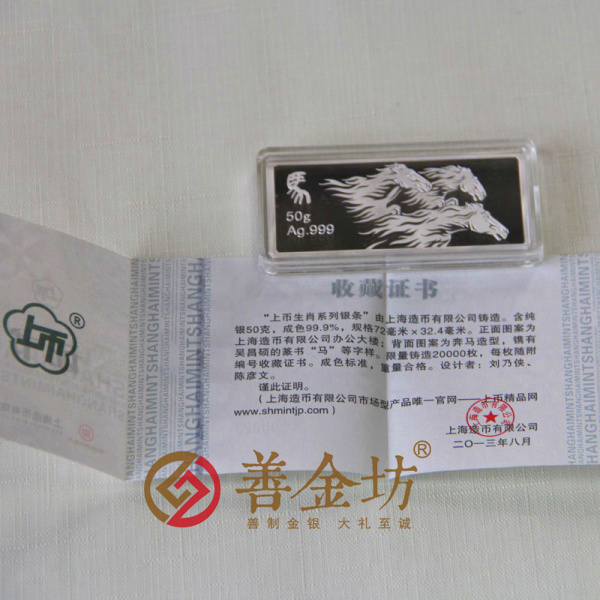 50g
Ag.999
收藏证书
"上币生肖系列银条"由上海造币有限公司铸造。含纯
银50克，成色99.9%，规格72毫米×32.4毫米。正面图案为
上海造币有限公司办公大楼；背面图案为奔马造型，镌有
吴昌硕的篆书"马"等字样。限量铸造20000枚，每枚随附
编号收藏证书。成色标准，重量合格。设计者：刘乃侠、
陈彦文。
谨此证明。
（上海造币有限公司市场型产品唯一官网——上币精品网
www.shmintjp.com）
上海造币有限公司
二〇一三年八月
上币®
SHANGHAIMINTSHANGHAIMINTSHANGHAIMINT
善金坊®
善制金银 大礼至诚